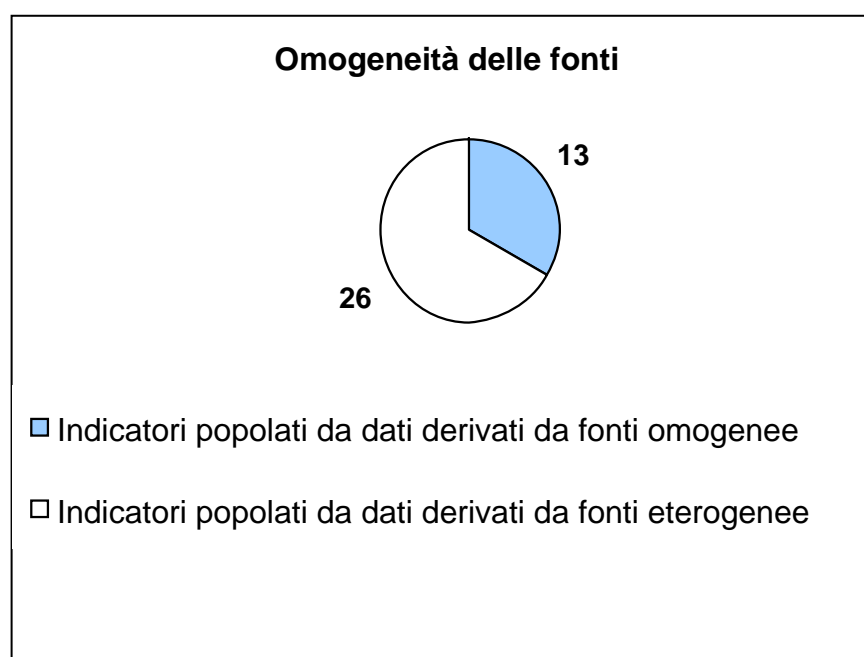 Omogeneità delle fonti
13
26
Indicatori popolati da dati derivati da fonti omogenee
Indicatori popolati da dati derivati da fonti eterogenee